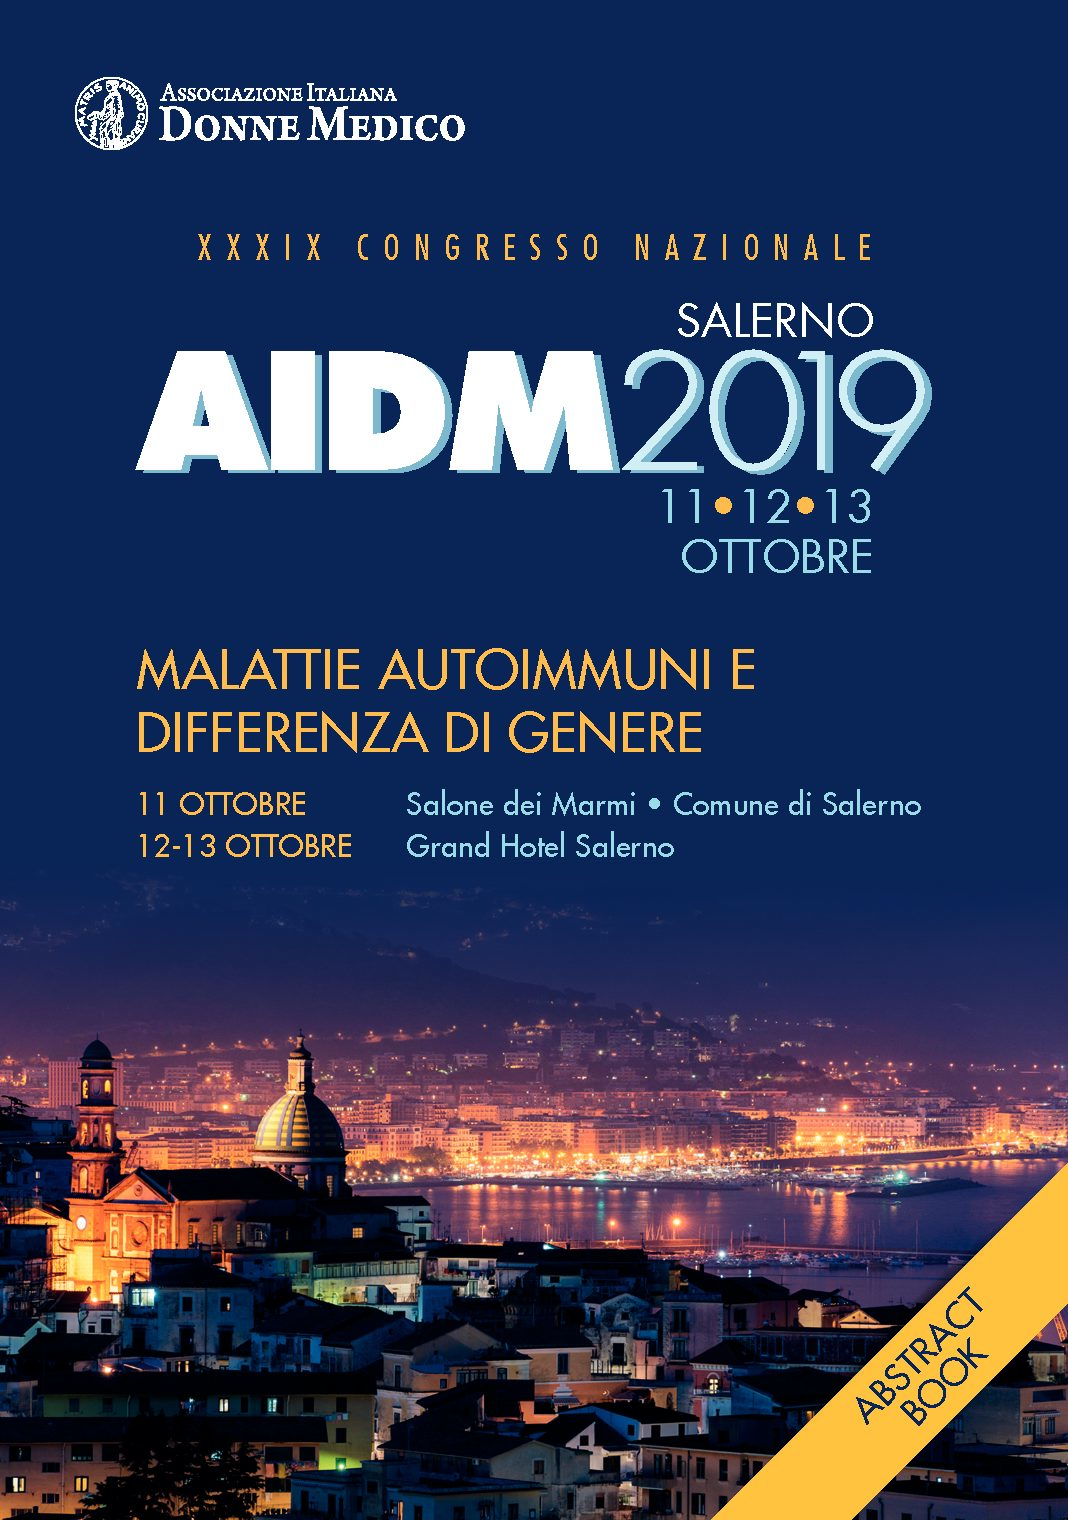 ASSOCIAZIONE ITALIANA
DONNE MEDICO
XXXIX CONGRESSO NAZIONALE
SALERNO
AIDM2019
11•12•13
OTTOBRE
MALATTIE AUTOIMMUNI E
DIFFERENZA DI GENERE
11 OTTOBRE Salone dei Marmi • Comune di Salerno
12-13 OTTOBRE Grand Hotel Salerno
ABSTRACT
BOOK